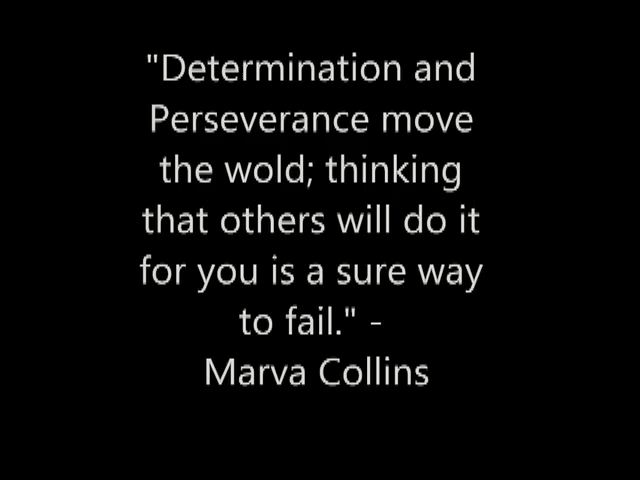 "Determination and
Perseverance move
the wold; thinking
that others will do it
for you is a sure way
to fail." -
Marva Collins